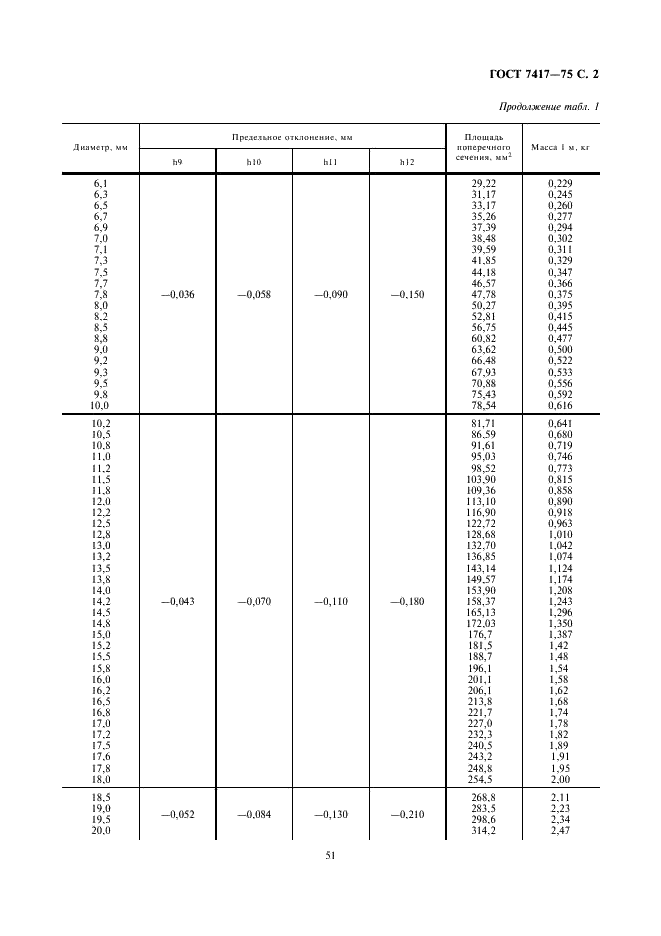 ГОСТ 7417—75 С. 2
Продолжение табл. 1
Диаметр, мм
Предельное отклонение, мм
h9 h10 h11 h12
Площадь
поперечного
сечения, мм²
Масса 1 м, кг
6,1 29,22 0,229
6,3 31,17 0,245
6,5 33,17 0,260
6,7 35,26 0,277
6,9 37,39 0,294
7,0 38,48 0,302
7,1 39,59 0,311
7,3 41,85 0,329
7,5 44,18 0,347
7,7 46,57 0,366
7,8 —0,036 —0,058 —0,090 —0,150 47,78 0,375
8,0 50,27 0,395
8,2 52,81 0,415
8,5 56,75 0,445
8,8 60,82 0,477
9,0 63,62 0,500
9,2 66,48 0,522
9,3 67,93 0,533
9,5 70,88 0,556
9,8 75,43 0,592
10,0 78,54 0,616
10,2 81,71 0,641
10,5 86,59 0,680
10,8 91,61 0,719
11,0 95,03 0,746
11,2 98,52 0,773
11,5 103,90 0,815
11,8 109,36 0,858
12,0 113,10 0,890
12,2 116,90 0,918
12,5 122,72 0,963
12,8 128,68 1,010
13,0 132,70 1,042
13,2 136,85 1,074
13,5 143,14 1,124
13,8 149,57 1,174
14,0 153,90 1,208
14,2 —0,043 —0,070 —0,110 —0,180 158,37 1,243
14,5 165,13 1,296
14,8 172,03 1,350
15,0 176,7 1,387
15,2 181,5 1,42
15,5 188,7 1,48
15,8 196,1 1,54
16,0 201,1 1,58
16,2 206,1 1,62
16,5 213,8 1,68
16,8 221,7 1,74
17,0 227,0 1,78
17,2 232,3 1,82
17,5 240,5 1,89
17,6 243,2 1,91
17,8 248,8 1,95
18,0 254,5 2,00
18,5 268,8 2,11
19,0 283,5 2,23
—0,052 —0,084 —0,130 —0,210
19,5 298,6 2,34
20,0 314,2 2,47
51